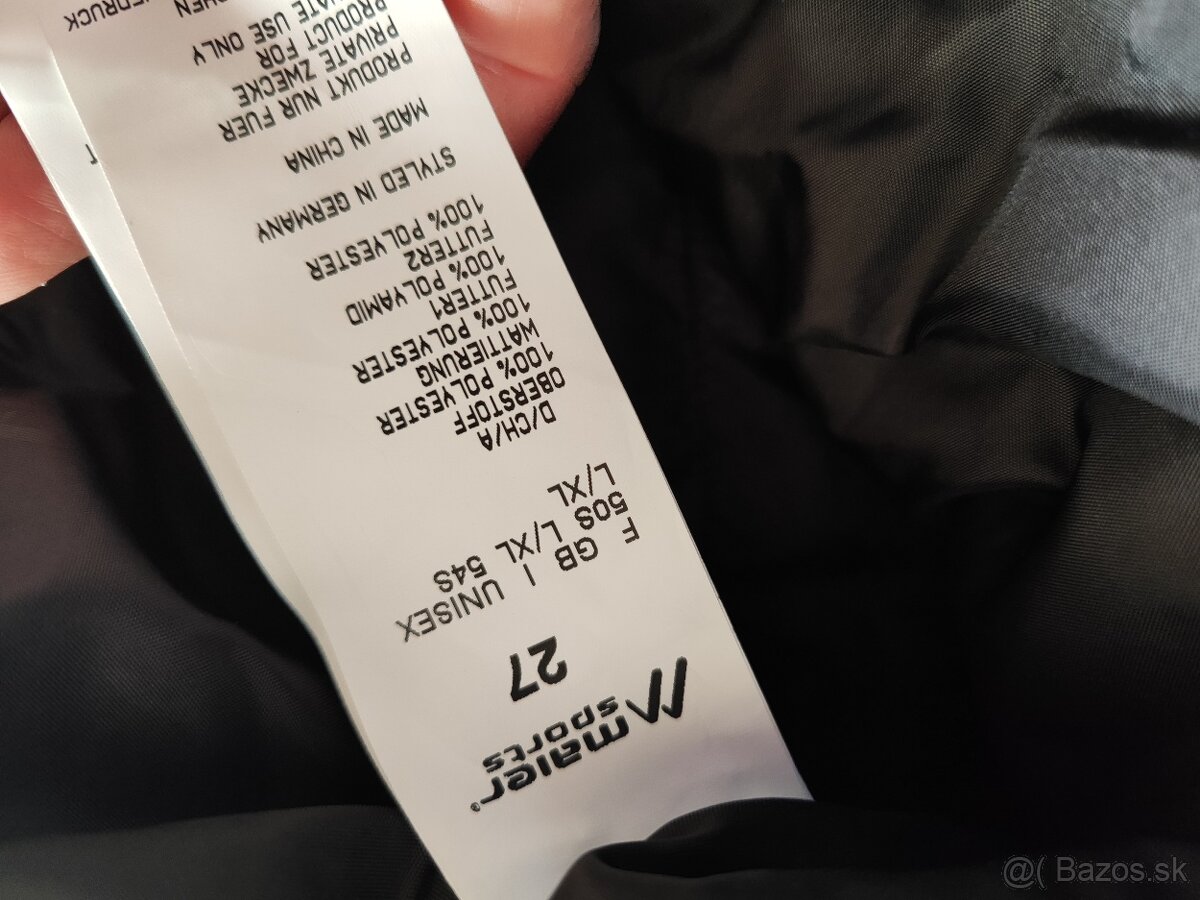 maier
sports
27
F GB I UNISEX
50S L/XL 54S
L/XL
D/CH/A
OBERSTOFF
100% POLYESTER
WATTIERUNG
100% POLYESTER
FUTTER1
100% POLYAMID
FUTTER2
100% POLYESTER
STYLED IN GERMANY
MADE IN CHINA
PRODUKT NUR FUER
PRIVATE ZWECKE
PRODUCT FOR
USE ONLY
@( Bazos.sk